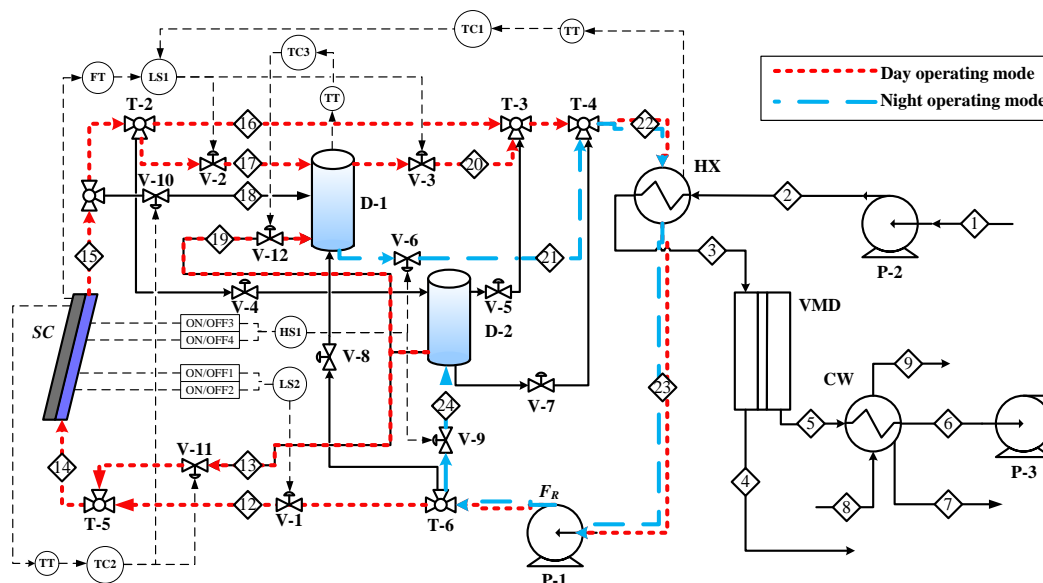 TC1
TT
TC3
FT
LS1
TT
T-2
16
T-3
T-4
22
Day operating mode
Night operating mode
17
V-2
20
V-3
HX
V-10
18
D-1
2
1
19
V-12
V-6
21
3
P-2
15
V-4
V-5
D-2
VMD
SC
ON/OFF3
ON/OFF4
HS1
V-8
9
ON/OFF1
ON/OFF2
LS2
V-7
CW
23
24
5
6
V-9
V-11
13
14
4
P-3
12
V-1
F_R
8
7
T-5
T-6
TT
TC2
P-1